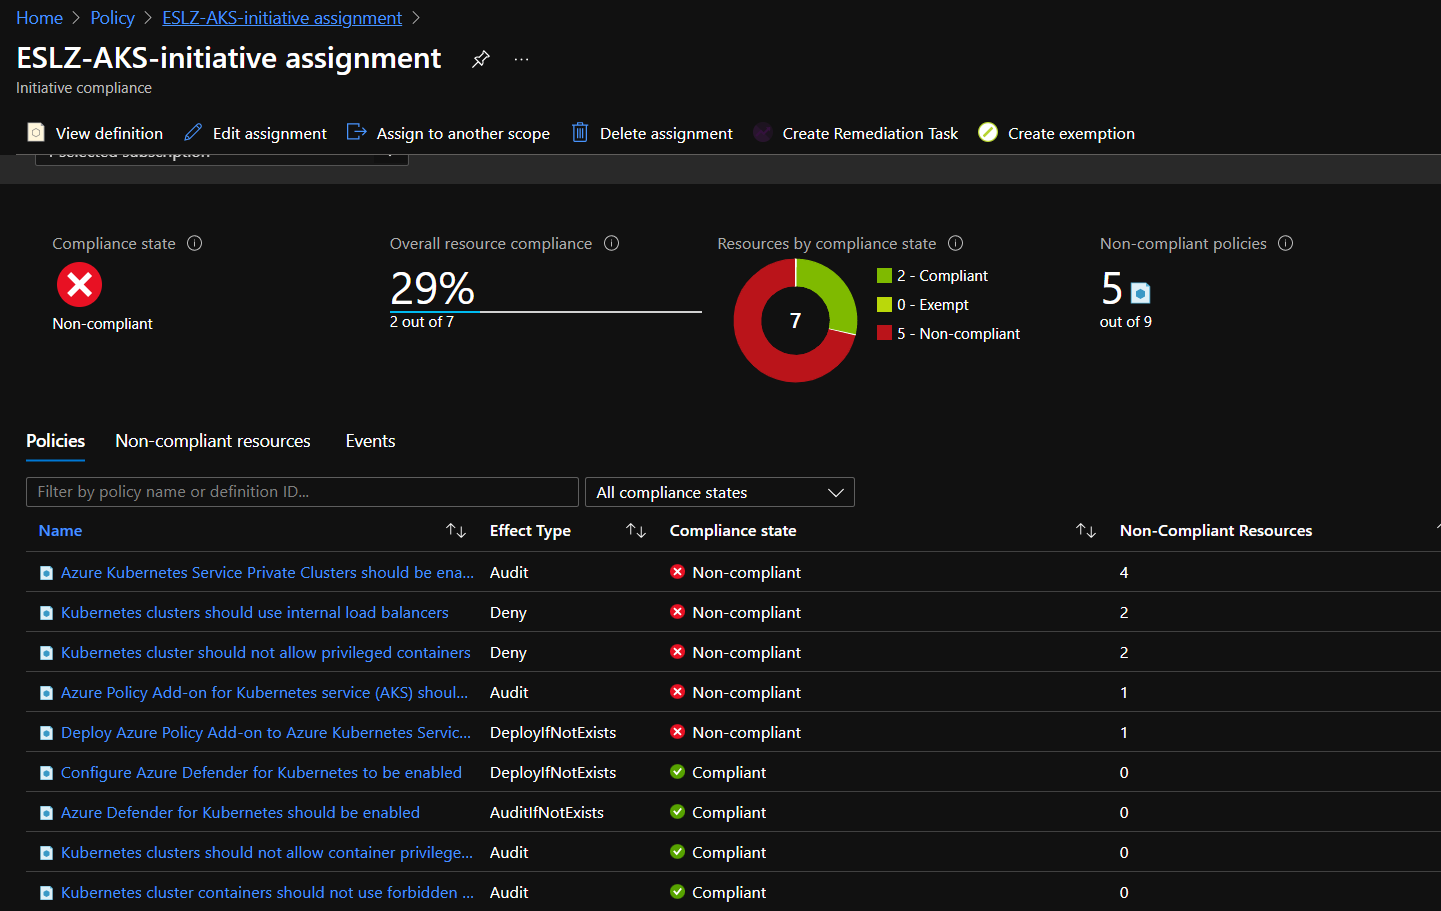 Home > Policy > ESLZ-AKS-initiative assignment >
ESLZ-AKS-initiative assignment ...
Initiative compliance
View definition Edit assignment Assign to another scope Delete assignment Create Remediation Task Create exemption
selected subscription
Compliance state Overall resource compliance Resources by compliance state Non-compliant policies
Non-compliant
29%
2 out of 7
7
2 - Compliant
0 - Exempt
5 - Non-compliant
5
out of 9
Policies Non-compliant resources Events
Filter by policy name or definition ID... All compliance states
Name Effect Type Compliance state Non-Compliant Resources
Azure Kubernetes Service Private Clusters should be ena... Audit Non-compliant 4
Kubernetes clusters should use internal load balancers Deny Non-compliant 2
Kubernetes cluster should not allow privileged containers Deny Non-compliant 2
Azure Policy Add-on for Kubernetes service (AKS) shoul... Audit Non-compliant 1
Deploy Azure Policy Add-on to Azure Kubernetes Servic... DeployIfNotExists Non-compliant 1
Configure Azure Defender for Kubernetes to be enabled DeployIfNotExists Compliant 0
Azure Defender for Kubernetes should be enabled AuditIfNotExists Compliant 0
Kubernetes clusters should not allow container privilege... Audit Compliant 0
Kubernetes cluster containers should not use forbidden ... Audit Compliant 0